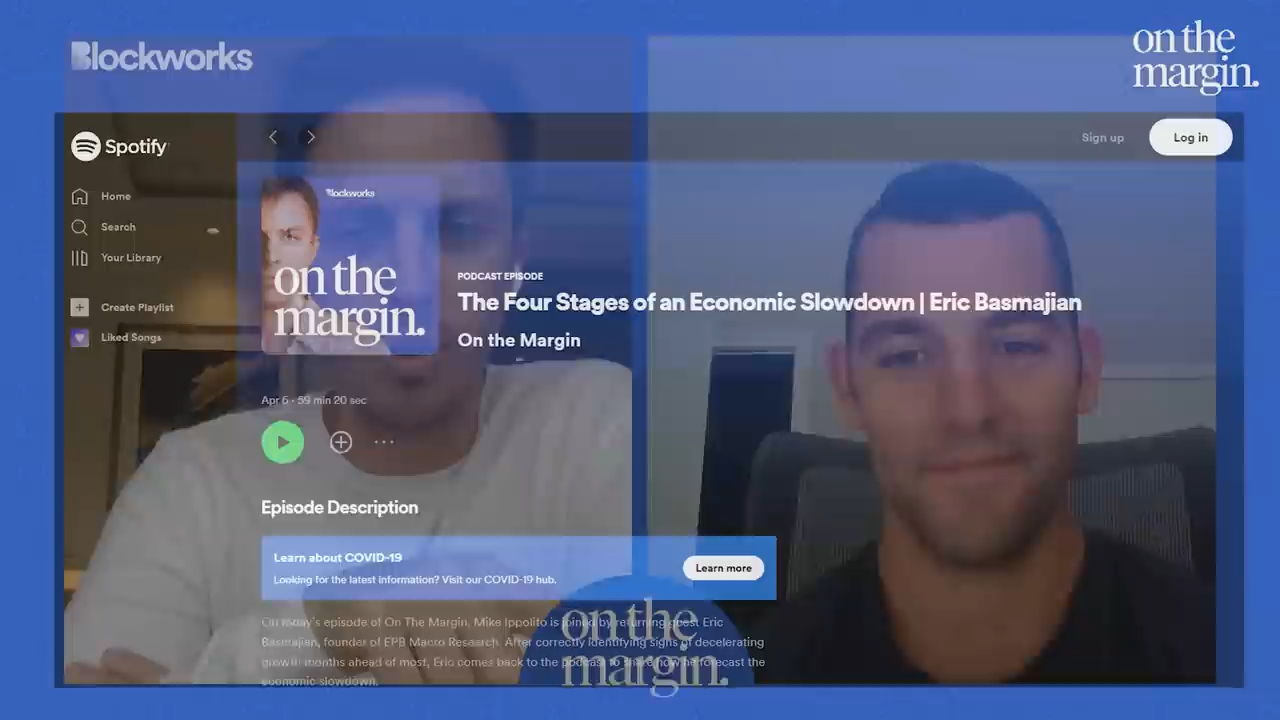 Blockworks
on the
margin.
Spotify
Sign up
Log in
Home
Search
Your Library
Create Playlist
Liked Songs
Blockworks
on the
margin.
PODCAST EPISODE
The Four Stages of an Economic Slowdown | Eric Basmajian
On the Margin
Apr 5 · 59 min 20 sec
Episode Description
Learn about COVID-19
Looking for the latest information? Visit our COVID-19 hub.
Learn more
On today's episode of On The Margin, Mike Ippolito is joined by returning guest Eric
Basmajian, founder of EPB Macro Research. After correctly identifying signs of decelerating
growth months ahead of most, Eric comes back to the podcast to share how he forecast the
economic slowdown.
on the
margin.